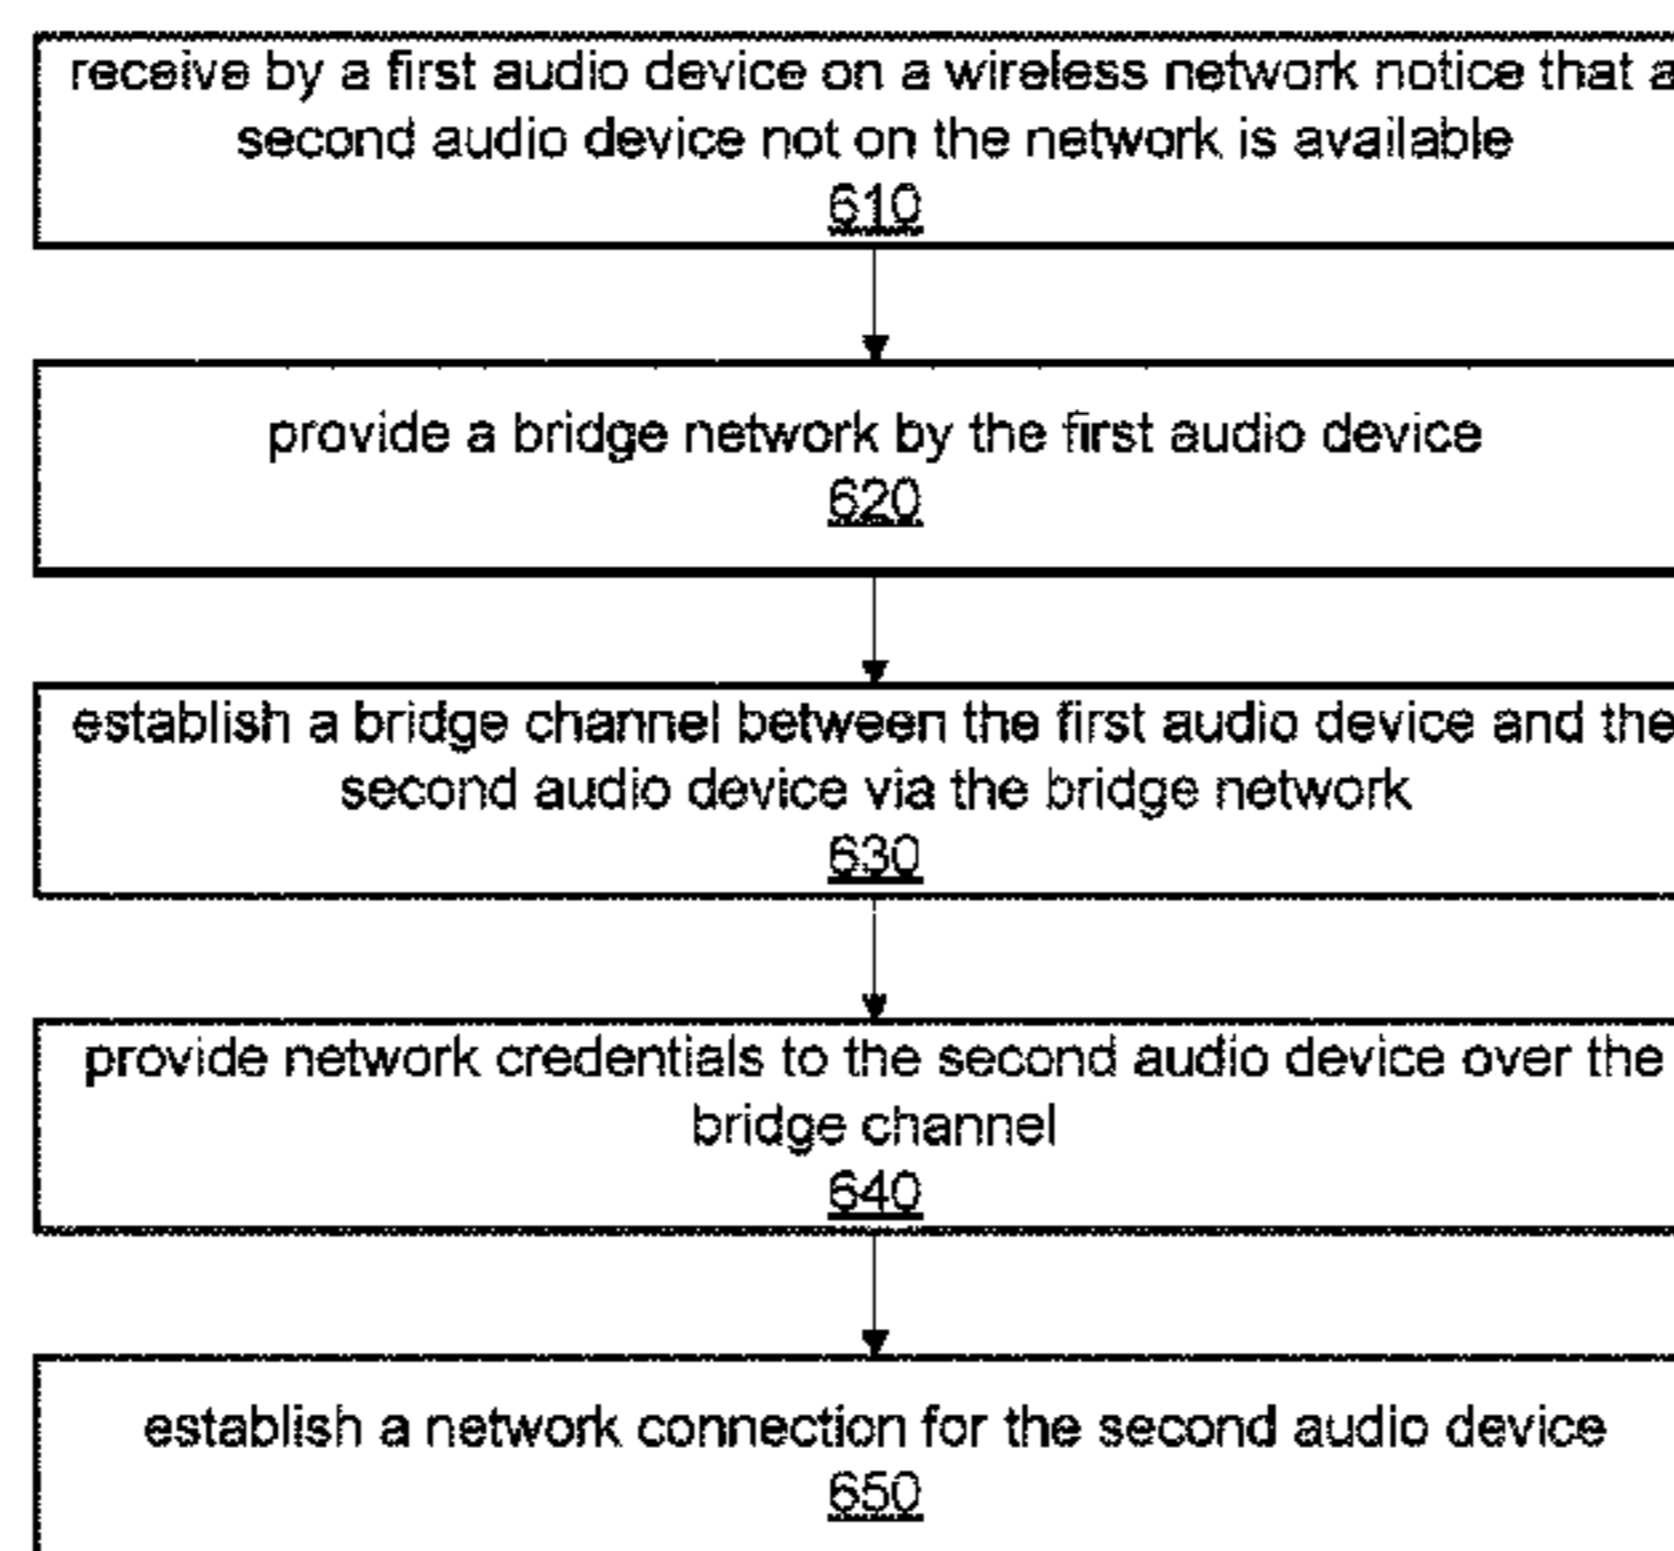 receive by a first audio device on a wireless network notice that a
second audio device not on the network is available
610
provide a bridge network by the first audio device
620
establish a bridge channel between the first audio device and the
second audio device via the bridge network
630
provide network credentials to the second audio device over the
bridge channel
640
establish a network connection for the second audio device
650